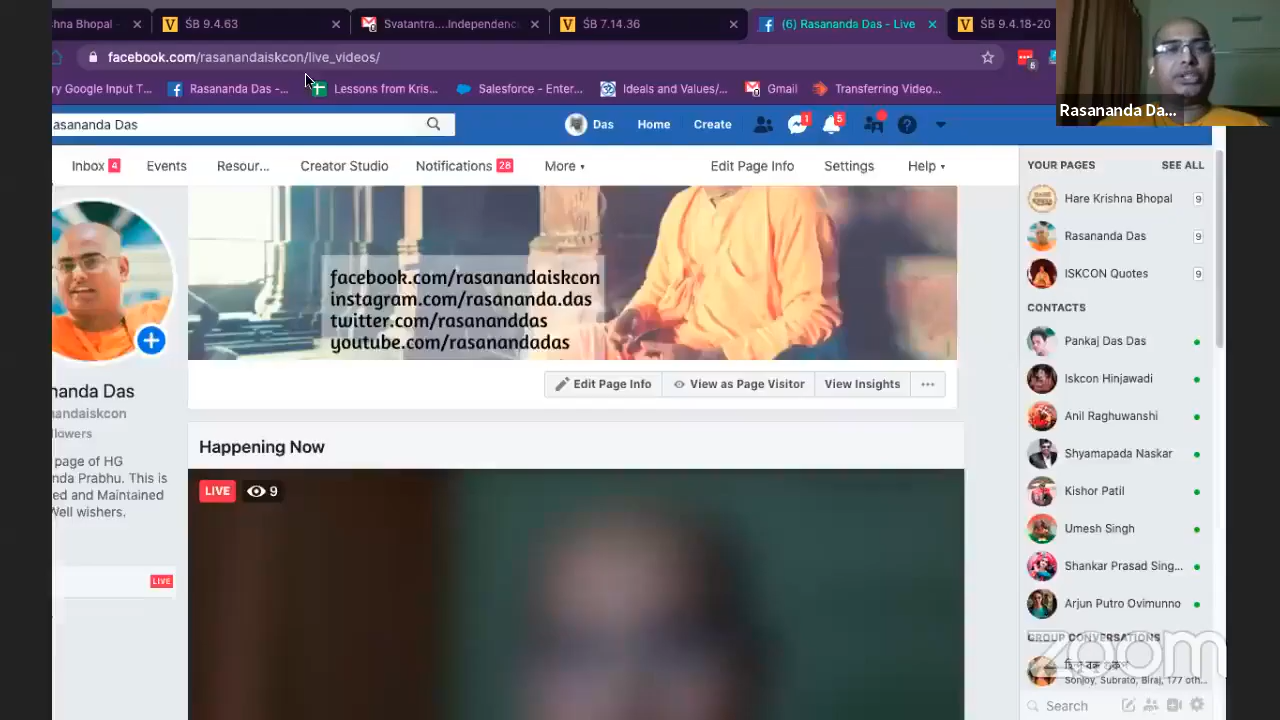 hna Bhopal -
ŚB 9.4.63
Svatantra....Independenc
ŚB 7.14.36
(6) Rasananda Das - Live
ŚB 9.4.18-20
facebook.com/rasanandaiskcon/live_videos/
6
ry Google Input T...
Rasananda Das -...
Lessons from Kris...
Salesforce - Enter...
Ideals and Values/...
Gmail
Transferring Video...
Rasananda Da...
asananda Das
Das
Home
Create
1
5
Inbox 4
Events
Resour...
Creator Studio
Notifications 28
More
Edit Page Info
Settings
Help
facebook.com/rasanandaiskcon
instagram.com/rasananda.das
twitter.com/rasananddas
youtube.com/rasanandadas
Edit Page Info
View as Page Visitor
View Insights
nanda Das
nandaiskcon
llowers
page of HG
nda Prabhu. This is
ed and Maintained
Well wishers.
LIVE
Happening Now
LIVE
9
YOUR PAGES
SEE ALL
Hare Krishna Bhopal 9
Rasananda Das 9
ISKCON Quotes 9
CONTACTS
Pankaj Das Das
Iskcon Hinjawadi
Anil Raghuwanshi
Shyamapada Naskar
Kishor Patil
Umesh Singh
Shankar Prasad Sing...
Arjun Putro Ovimunno
GROUP CONVERSATIONS
Sonjoy, Subrato, Biraj, 177 oth...
Search
zoom